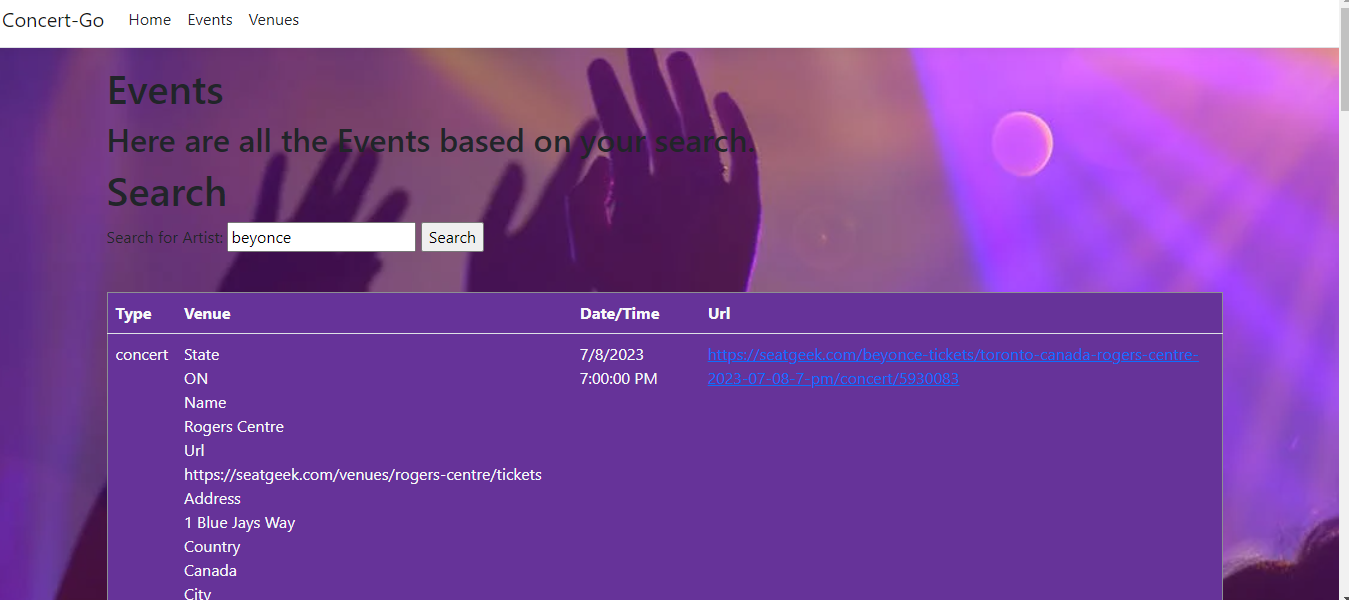 Concert-Go Home Events Venues
Events
Here are all the Events based on your search.
Search
Search for Artist: beyonce Search
Type Venue Date/Time Url
concert State 7/8/2023 https://seatgeek.com/beyonce-tickets/toronto-canada-rogers-centre-
ON 7:00:00 PM 2023-07-08-7-pm/concert/5930083
Name
Rogers Centre
Url
https://seatgeek.com/venues/rogers-centre/tickets
Address
1 Blue Jays Way
Country
Canada
City